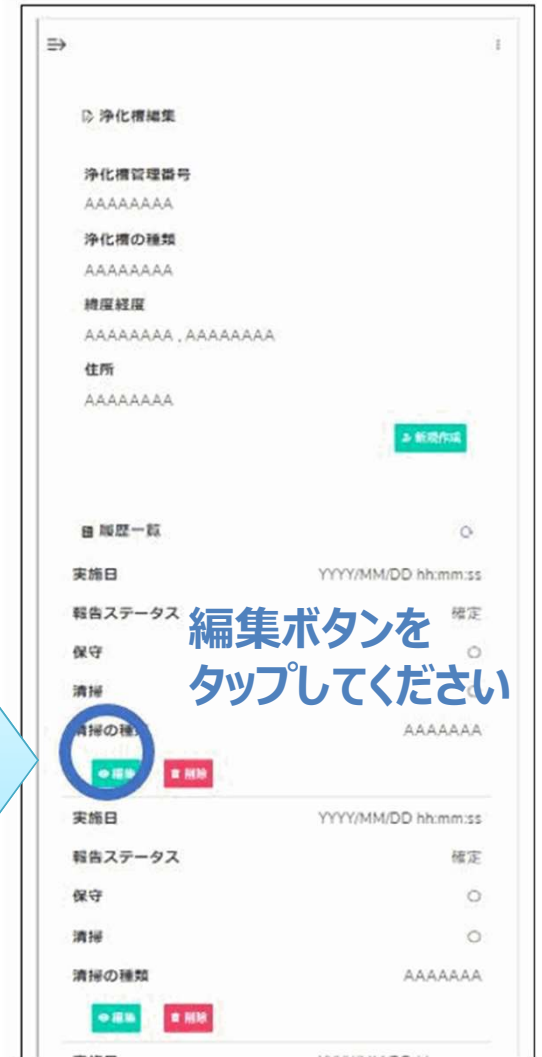 浄化槽編集
浄化槽管理番号
AAAAAAAA
浄化槽の種類
AAAAAAAA
緯度経度
AAAAAAAA , AAAAAAAA
住所
AAAAAAAA
新規作成
履歴一覧
実施日 YYYY/MM/DD hh:mm:ss
報告ステータス 確定
編集ボタンを
保守 ○
タップしてください
清掃
清掃の種 AAAAAAA
編集 削除
実施日 YYYY/MM/DD hh:mm:ss
報告ステータス 確定
保守 ○
清掃 ○
清掃の種類 AAAAAAA
編集 削除